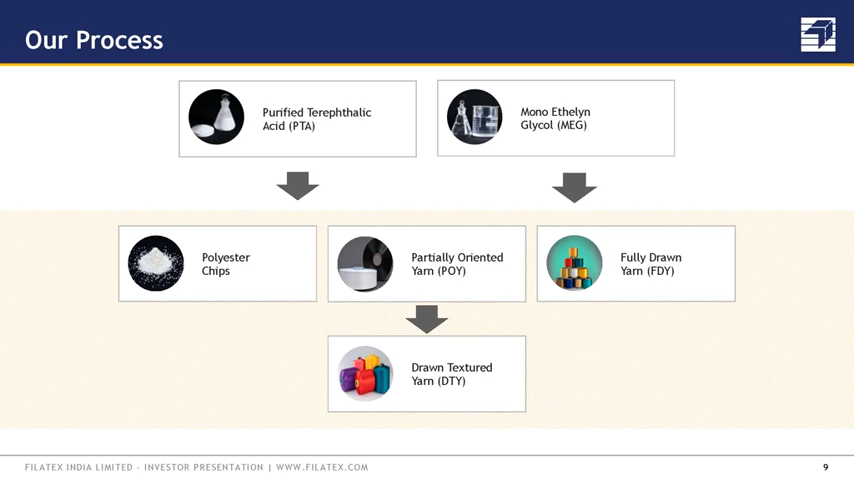 Our Process
Purified Terephthalic
Acid (PTA)
Mono Ethelyn
Glycol (MEG)
Polyester
Chips
Partially Oriented
Yarn (POY)
Fully Drawn
Yarn (FDY)
Drawn Textured
Yarn (DTY)
FILATEX INDIA LIMITED - INVESTOR PRESENTATION | WWW.FILATEX.COM
9